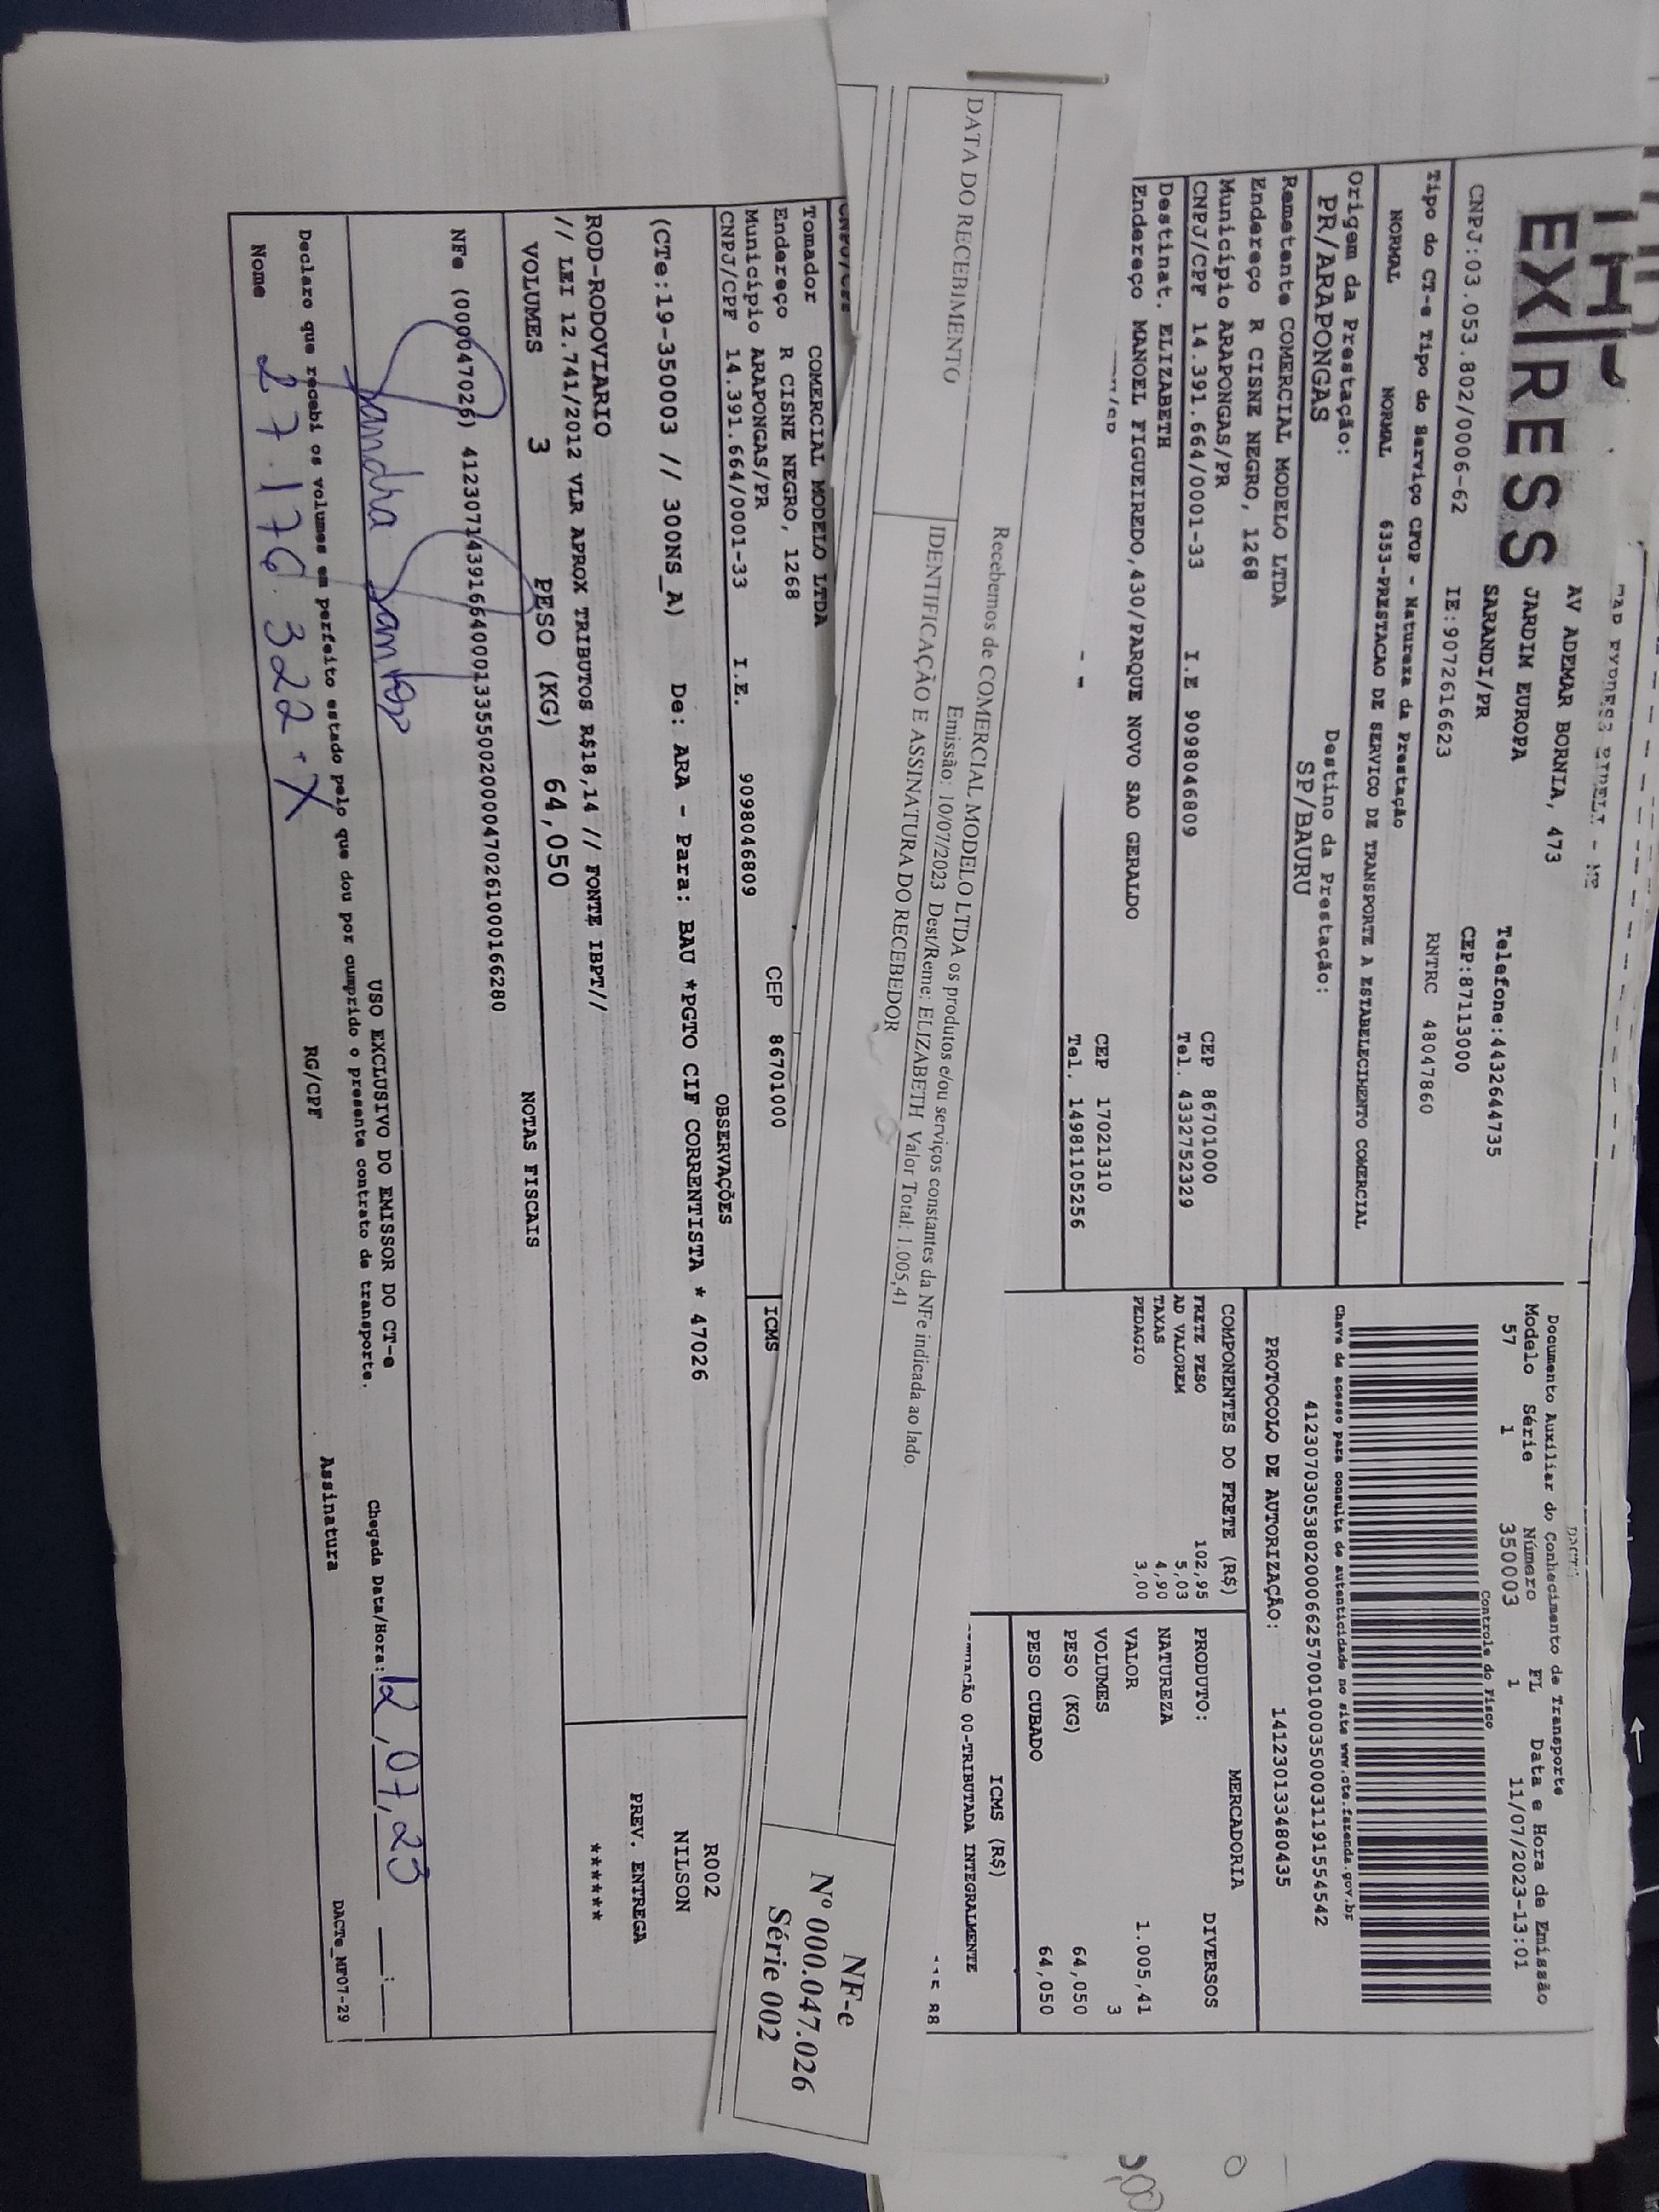 EXPRESS
AV ADEMAR BORNIA, 473
JARDIM EUROPA
SARANDI/PR
Telefone:4432644735
CNPJ:03.053.802/0006-62 IE:9072616623 CEP:87113000
RNTRC 48047860
Tipo do CT-e Tipo do Serviço CFOP - Natureza da Prestação
NORMAL NORMAL 6353-PRESTACAO DE SERVICO DE TRANSPORTE A ESTABELECIMENTO COMERCIAL
Origem da Prestação: Destino da Prestação:
PR/ARAPONGAS SP/BAURU
Remetente COMERCIAL MODELO LTDA
Endereço R CISNE NEGRO, 1268
Município ARAPONGAS/PR CEP 86701000
CNPJ/CPF 14.391.664/0001-33 I.E 9098046809 Tel. 4332752329
Destinat. ELIZABETH
Endereço MANOEL FIGUEIREDO,430/PARQUE NOVO SAO GERALDO
CEP 17021310
Tel. 14981105256
DACTE
Documento Auxiliar do Conhecimento de Transporte
Modelo Série Número FL Data e Hora de Emissão
57 1 350003 1 11/07/2023-13:01
Controle do Fisco
Chave de acesso para consulta de autenticidade no site www.cte.fazenda.gov.br
41230703053802000662570010003500031191554542
PROTOCOLO DE AUTORIZAÇÃO: 141230133480435
COMPONENTES DO FRETE (R$)
FRETE PESO 102,95
AD VALOREM 5,03
TAXAS 4,90
PEDAGIO 3,00
MERCADORIA
PRODUTO: DIVERSOS
NATUREZA
VALOR 1.005,41
VOLUMES 3
PESO (KG) 64,050
PESO CUBADO 64,050
ICMS (R$)
00-TRIBUTADA INTEGRALMENTE
88
Recebemos de COMERCIAL MODELO LTDA os produtos e/ou serviços constantes da NFe indicada ao lado.
Emissão: 10/07/2023 Dest/Reme: ELIZABETH Valor Total: 1.005,41
DATA DO RECEBIMENTO
IDENTIFICAÇÃO E ASSINATURA DO RECEBEDOR
NF-e
Nº 000.047.026
Série 002
Tomador COMERCIAL MODELO LTDA
Endereço R CISNE NEGRO, 1268
Município ARAPONGAS/PR CEP 86701000
CNPJ/CPF 14.391.664/0001-33 I.E. 9098046809
ICMS
OBSERVAÇÕES
(CTe:19-350003 // 300NS_A) De: ARA - Para: BAU *PGTO CIF CORRENTISTA * 47026
R002
NILSON
ROD-RODOVIARIO
// LEI 12.741/2012 VLR APROX TRIBUTOS R$18,14 // FONTE IBPT//
PREV. ENTREGA
******
VOLUMES 3 PESO (KG) 64,050
NOTAS FISCAIS
NFe (000047026) 41230714391664000133550020000470261000166280
USO EXCLUSIVO DO EMISSOR DO CT-e
Sandra Santos
Chegada Data/Hora: 12/07/23 __:__
Declaro que recebi os volumes em perfeito estado pelo que dou por cumprido o presente contrato de transporte.
Nome 27.176.322-X RG/CPF Assinatura
DACTe_MF07-29